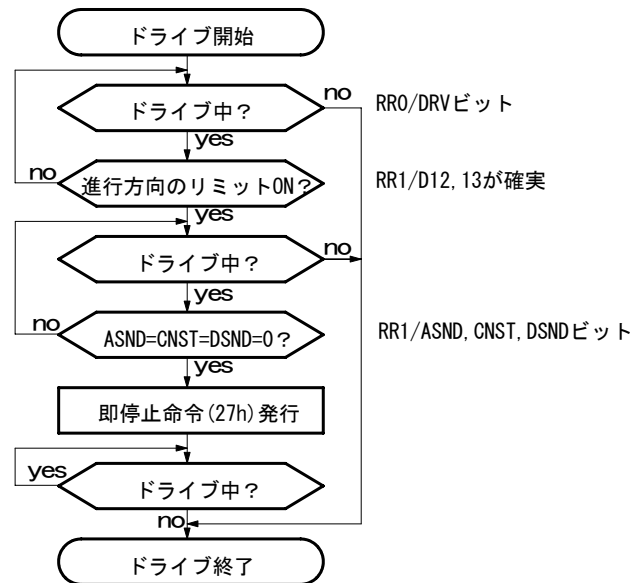 ドライブ開始
ドライブ中？
no
RR0/DRVビット
yes
no
進行方向のリミットON？
RR1/D12,13が確実
yes
ドライブ中？
no
yes
no
ASND=CNST=DSND=0？
RR1/ASND,CNST,DSNDビット
yes
即停止命令(27h)発行
yes
ドライブ中？
no
ドライブ終了